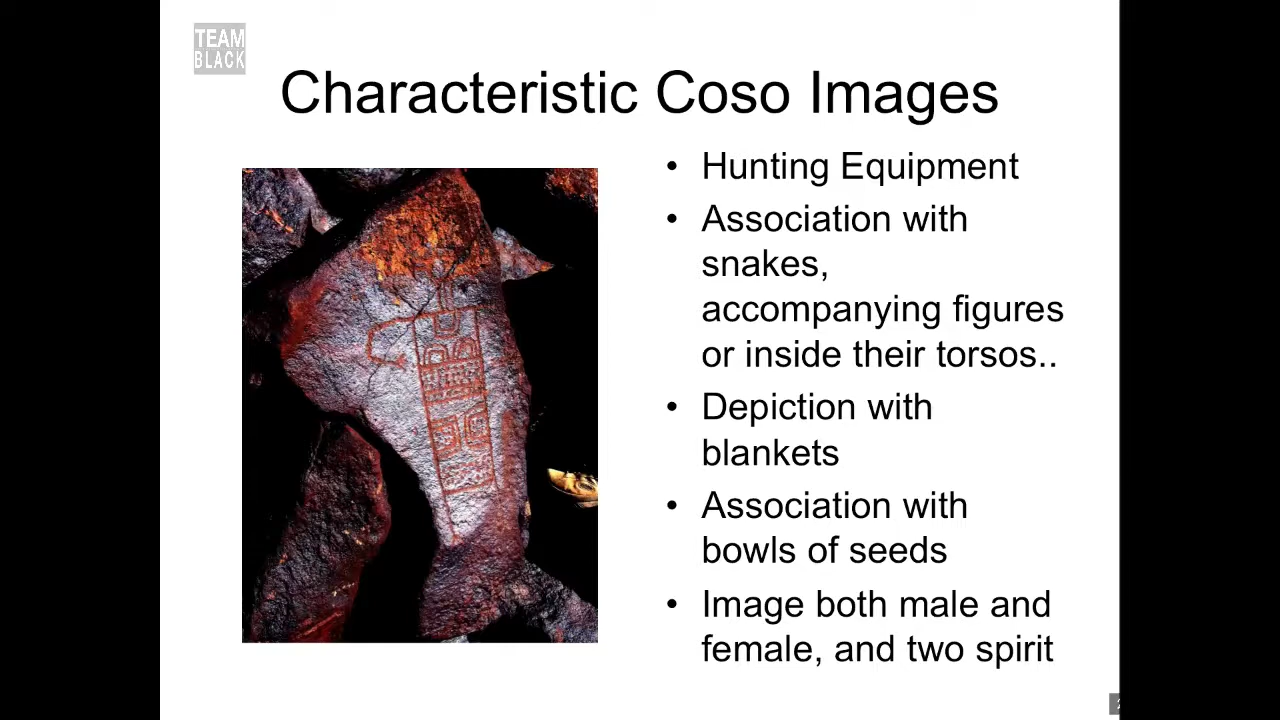 TEAM
BLACK
Characteristic Coso Images
• Hunting Equipment
• Association with
snakes,
accompanying figures
or inside their torsos..
• Depiction with
blankets
• Association with
bowls of seeds
• Image both male and
female, and two spirit